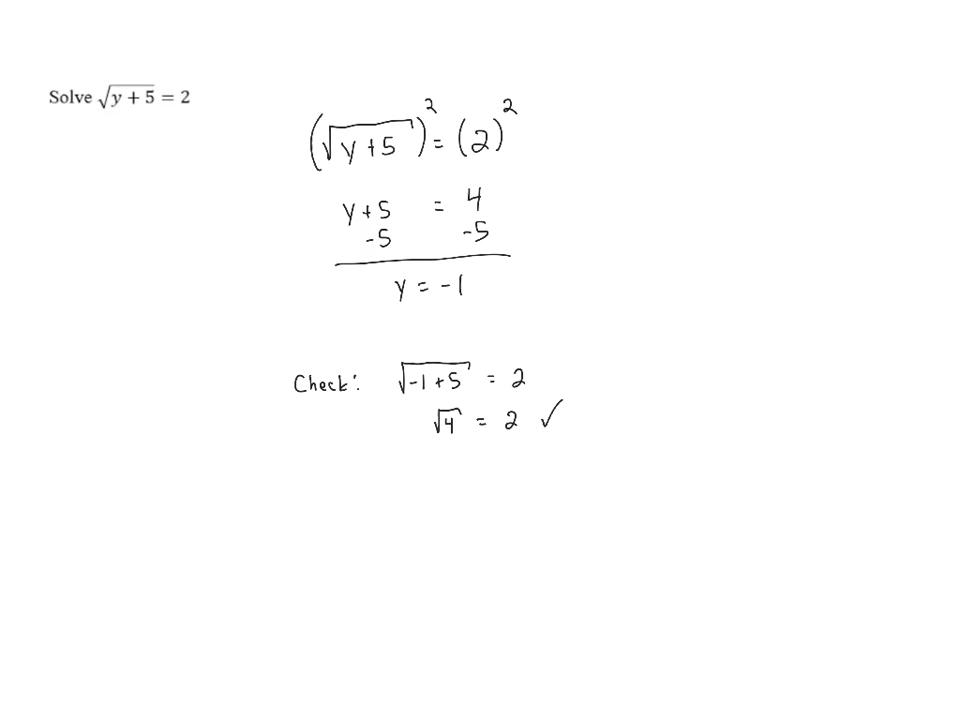 Solve √(y + 5) = 2
(√(y+5))² = (2)²
y+5 = 4
-5 -5
y = -1
Check: √(-1+5) = 2
√4 = 2 ✓